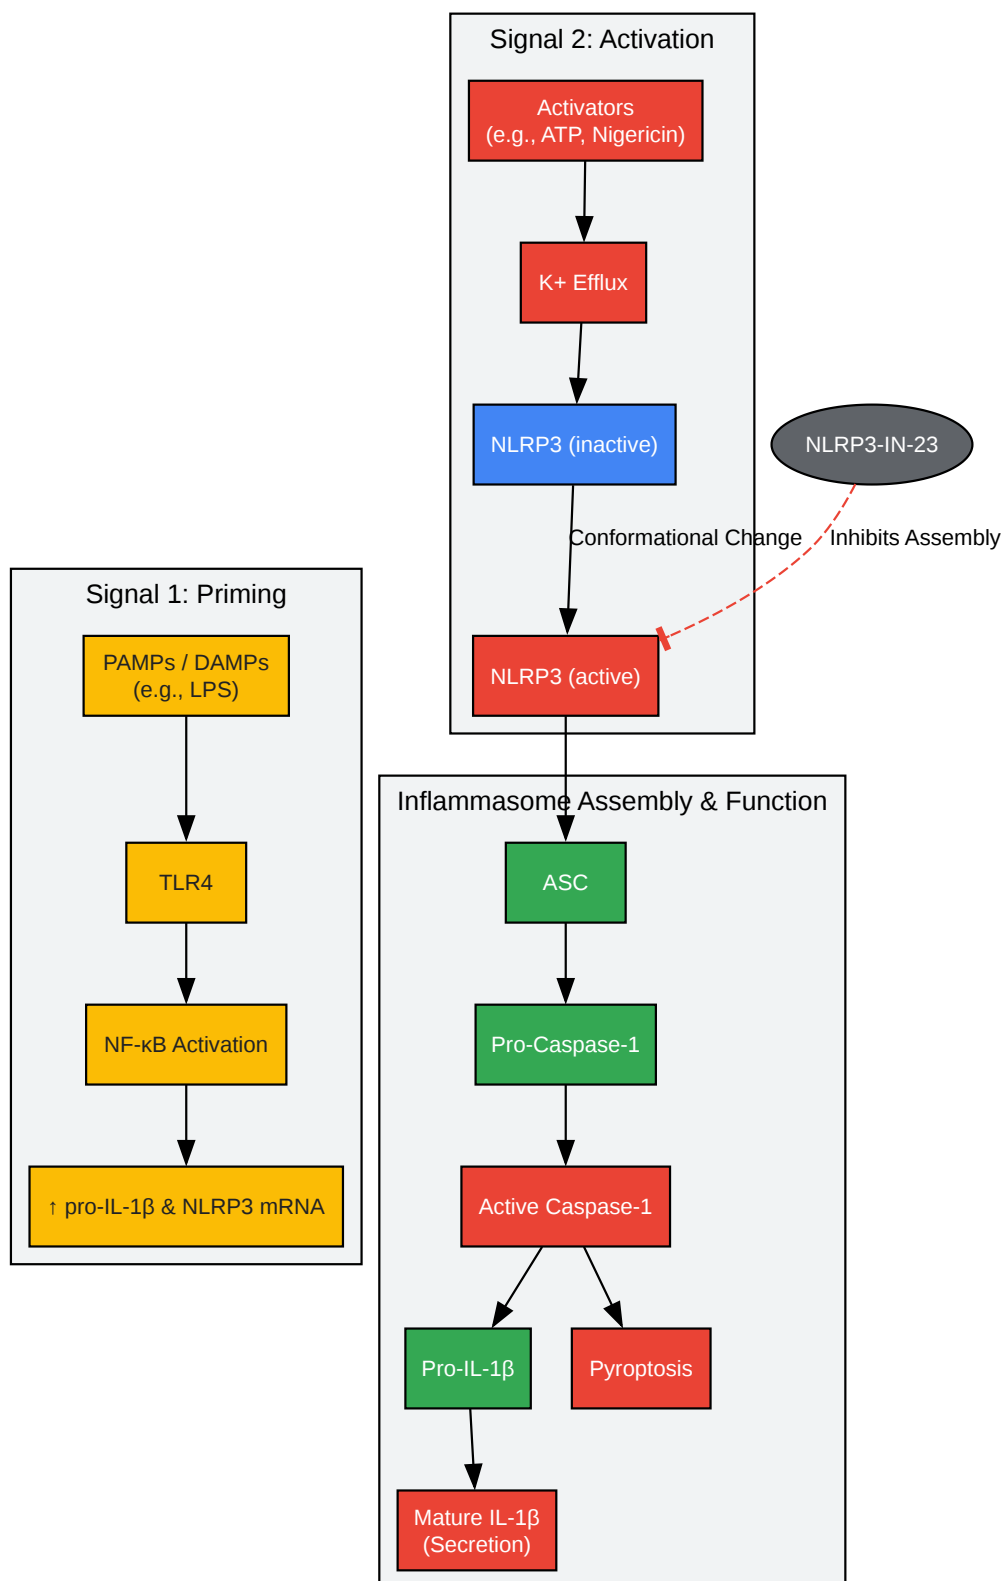 Signal 2: Activation
Activators
(e.g., ATP, Nigericin)
K+ Efflux
NLRP3 (inactive)
NLRP3-IN-23
Conformational Change
Inhibits Assembly
NLRP3 (active)
Signal 1: Priming
PAMPs / DAMPs
(e.g., LPS)
TLR4
NF-κB Activation
↑ pro-IL-1β & NLRP3 mRNA
Inflammasome Assembly & Function
ASC
Pro-Caspase-1
Active Caspase-1
Pro-IL-1β
Pyroptosis
Mature IL-1β
(Secretion)